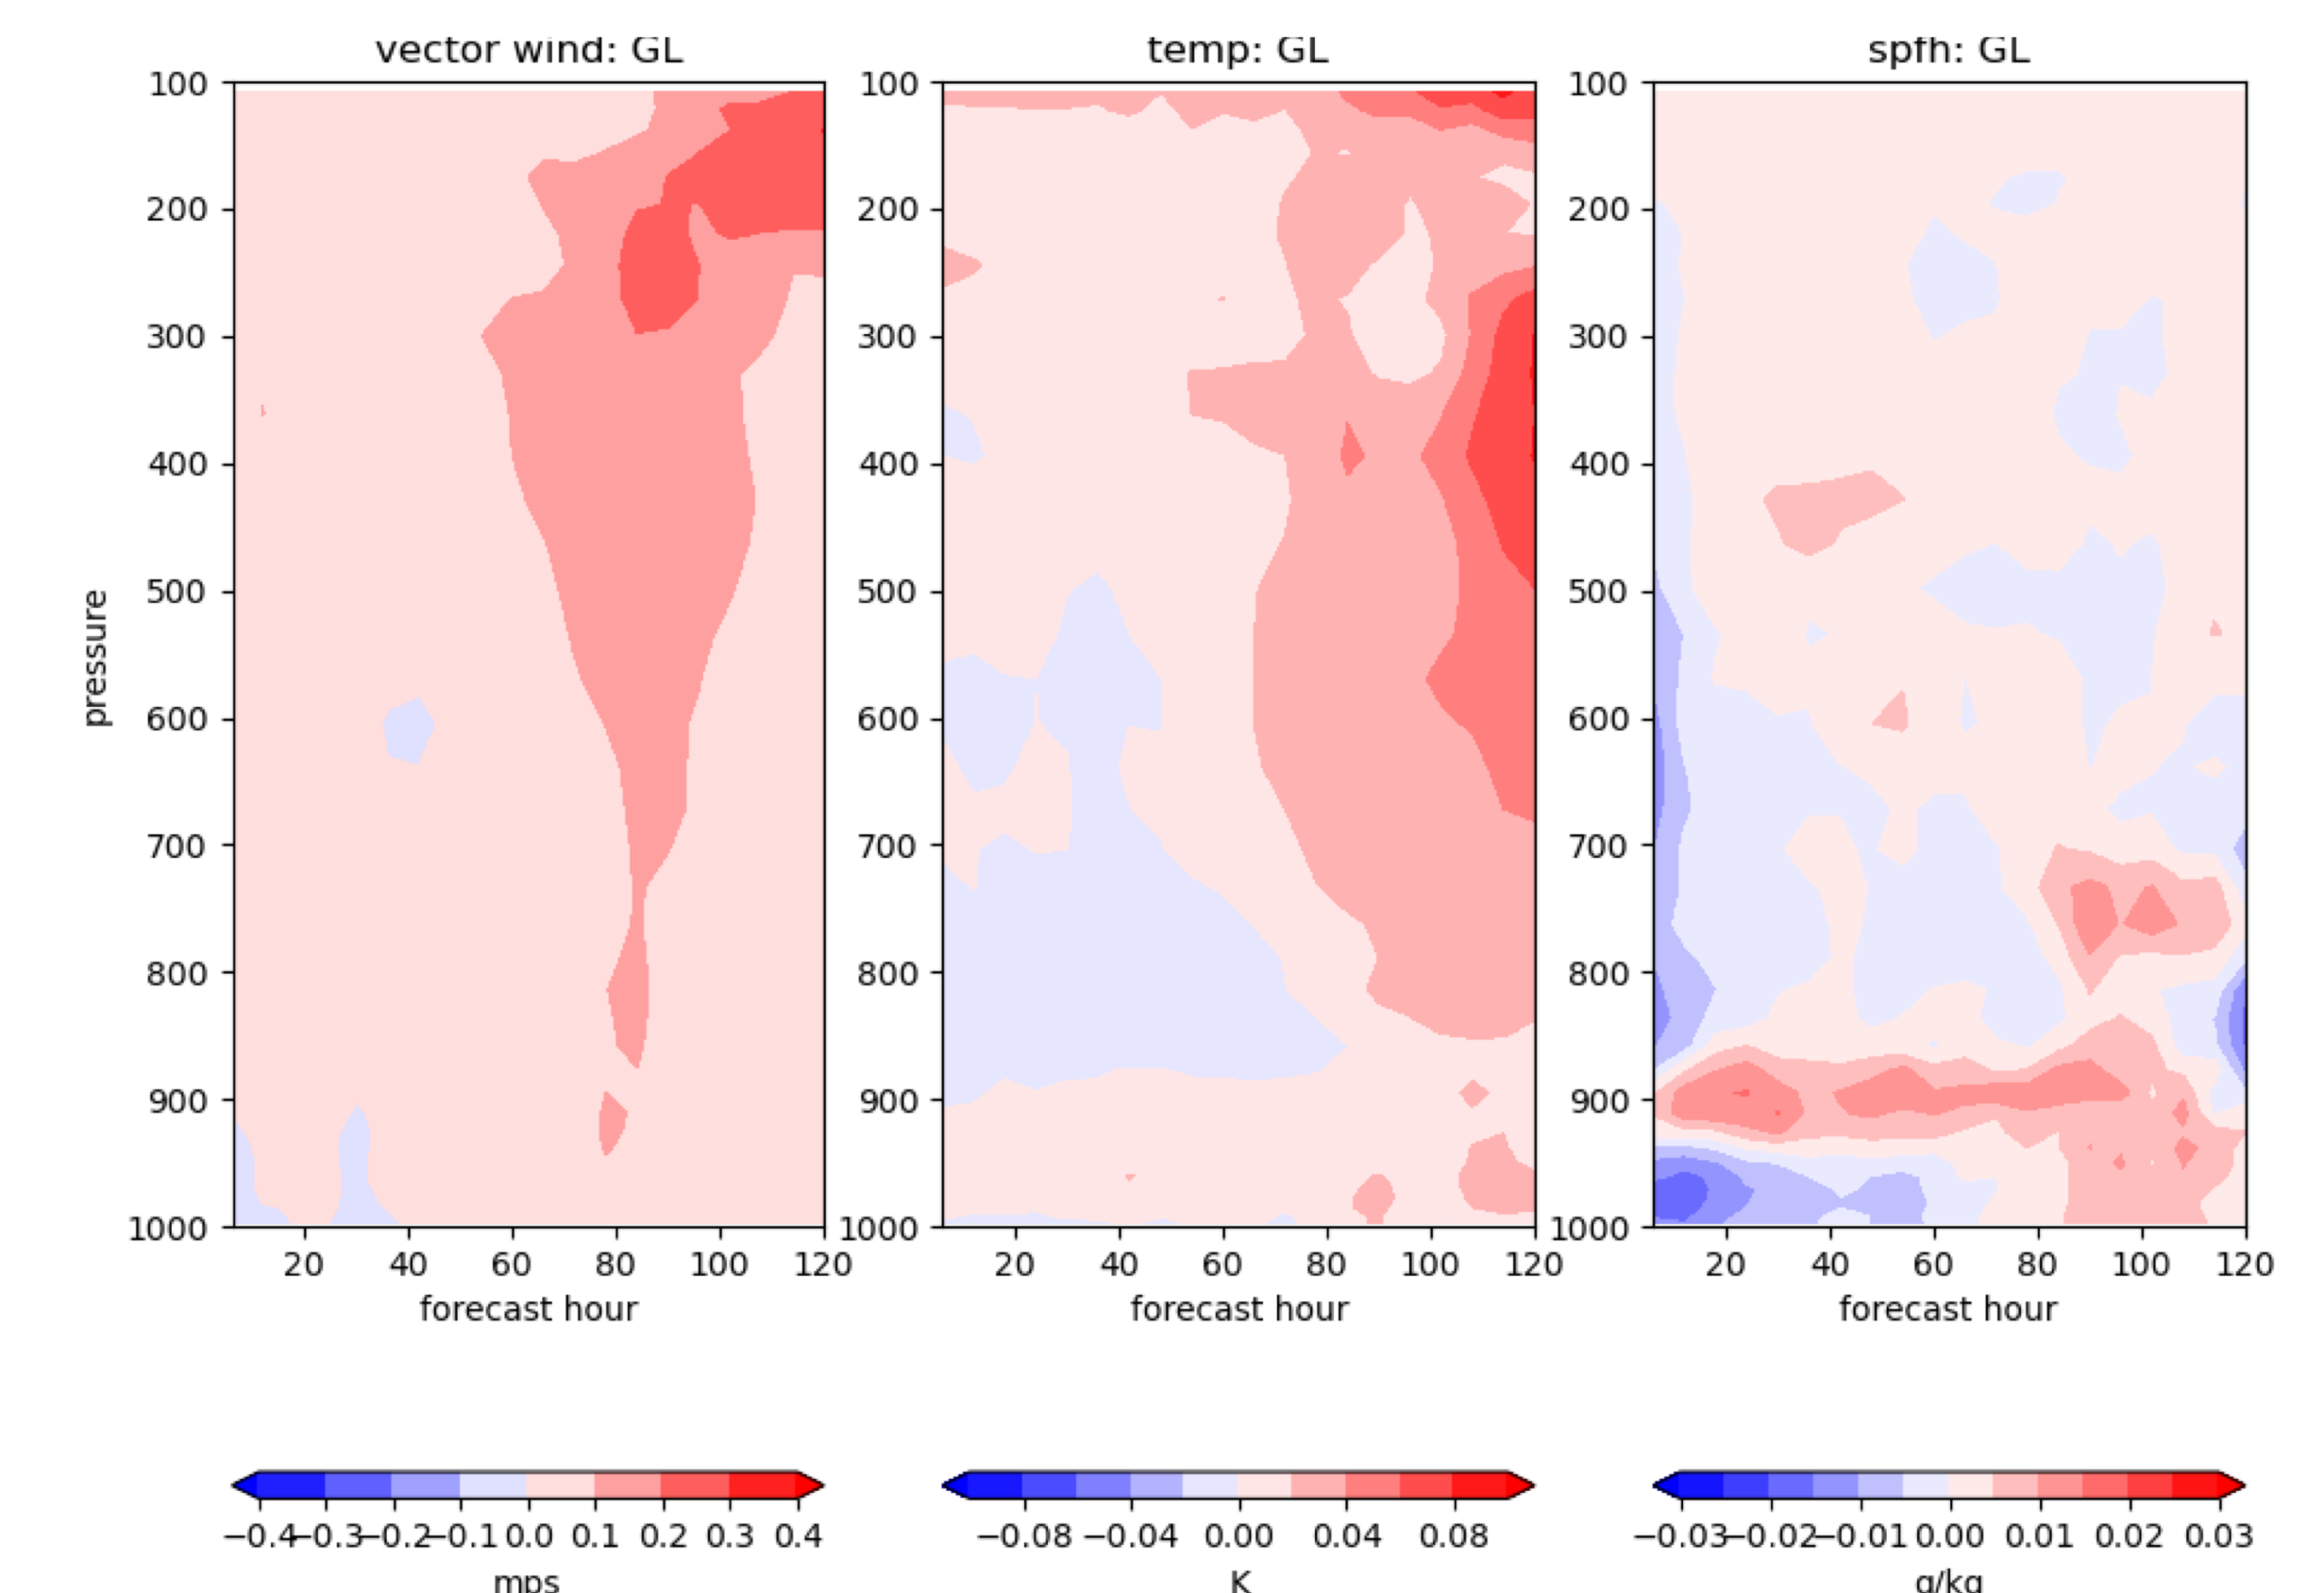 vector wind: GL
temp: GL
spfh: GL
100
200
300
400
500
600
700
800
900
1000
pressure
20 40 60 80 100 120
forecast hour
100
200
300
400
500
600
700
800
900
1000
20 40 60 80 100 120
forecast hour
100
200
300
400
500
600
700
800
900
1000
20 40 60 80 100 120
forecast hour
−0.4 −0.3 −0.2 −0.1 0.0 0.1 0.2 0.3 0.4
mps
−0.08 −0.04 0.00 0.04 0.08
K
−0.03 −0.02 −0.01 0.00 0.01 0.02 0.03
g/kg